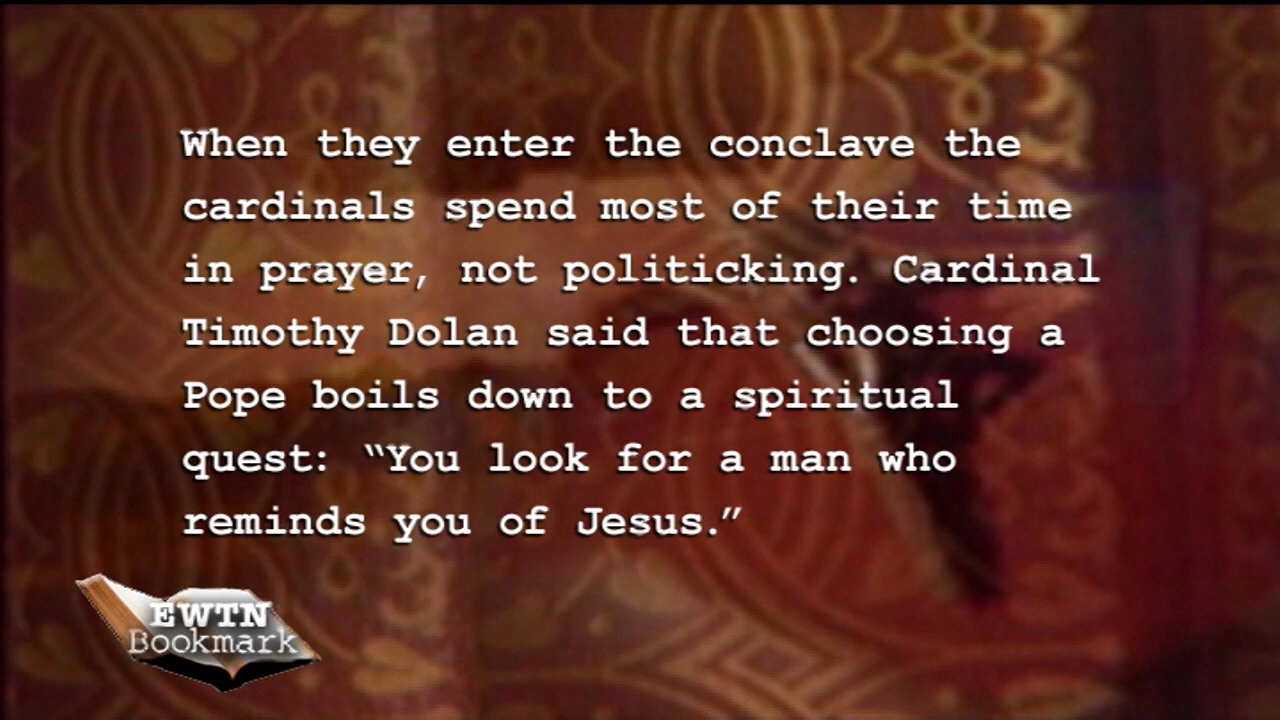 When they enter the conclave the
cardinals spend most of their time
in prayer, not politicking. Cardinal
Timothy Dolan said that choosing a
Pope boils down to a spiritual
quest: “You look for a man who
reminds you of Jesus.”
EWTN
Bookmark